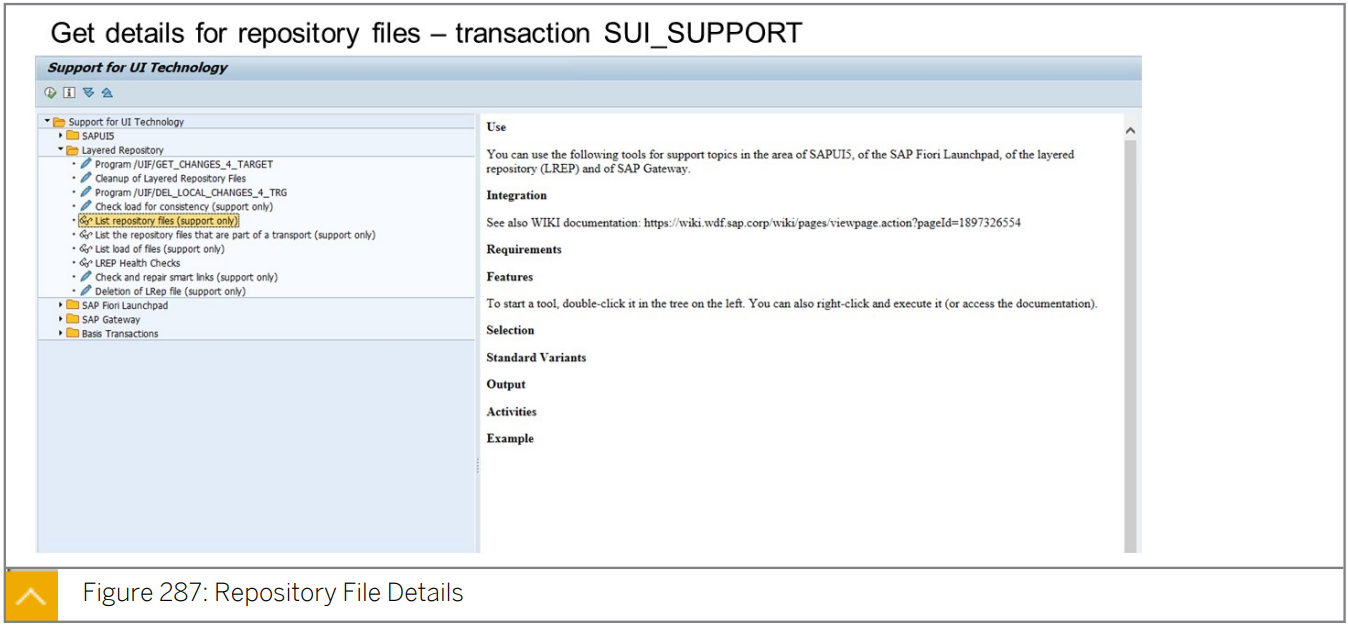 Get details for repository files – transaction SUI_SUPPORT
Support for UI Technology
Support for UI Technology
SAPUI5
Layered Repository
Program /UIF/GET_CHANGES_4_TARGET
Cleanup of Layered Repository Files
Program /UIF/DEL_LOCAL_CHANGES_4_TRG
Check load for consistency (support only)
List repository files (support only)
List the repository files that are part of a transport (support only)
List load of files (support only)
LREP Health Checks
Check and repair smart links (support only)
Deletion of LRep file (support only)
SAP Fiori Launchpad
SAP Gateway
Basis Transactions
Use
You can use the following tools for support topics in the area of SAPUI5, of the SAP Fiori Launchpad, of the layered
repository (LREP) and of SAP Gateway.
Integration
See also WIKI documentation: https://wiki.wdf.sap.corp/wiki/pages/viewpage.action?pageId=1897326554
Requirements
Features
To start a tool, double-click it in the tree on the left. You can also right-click and execute it (or access the documentation).
Selection
Standard Variants
Output
Activities
Example
Figure 287: Repository File Details